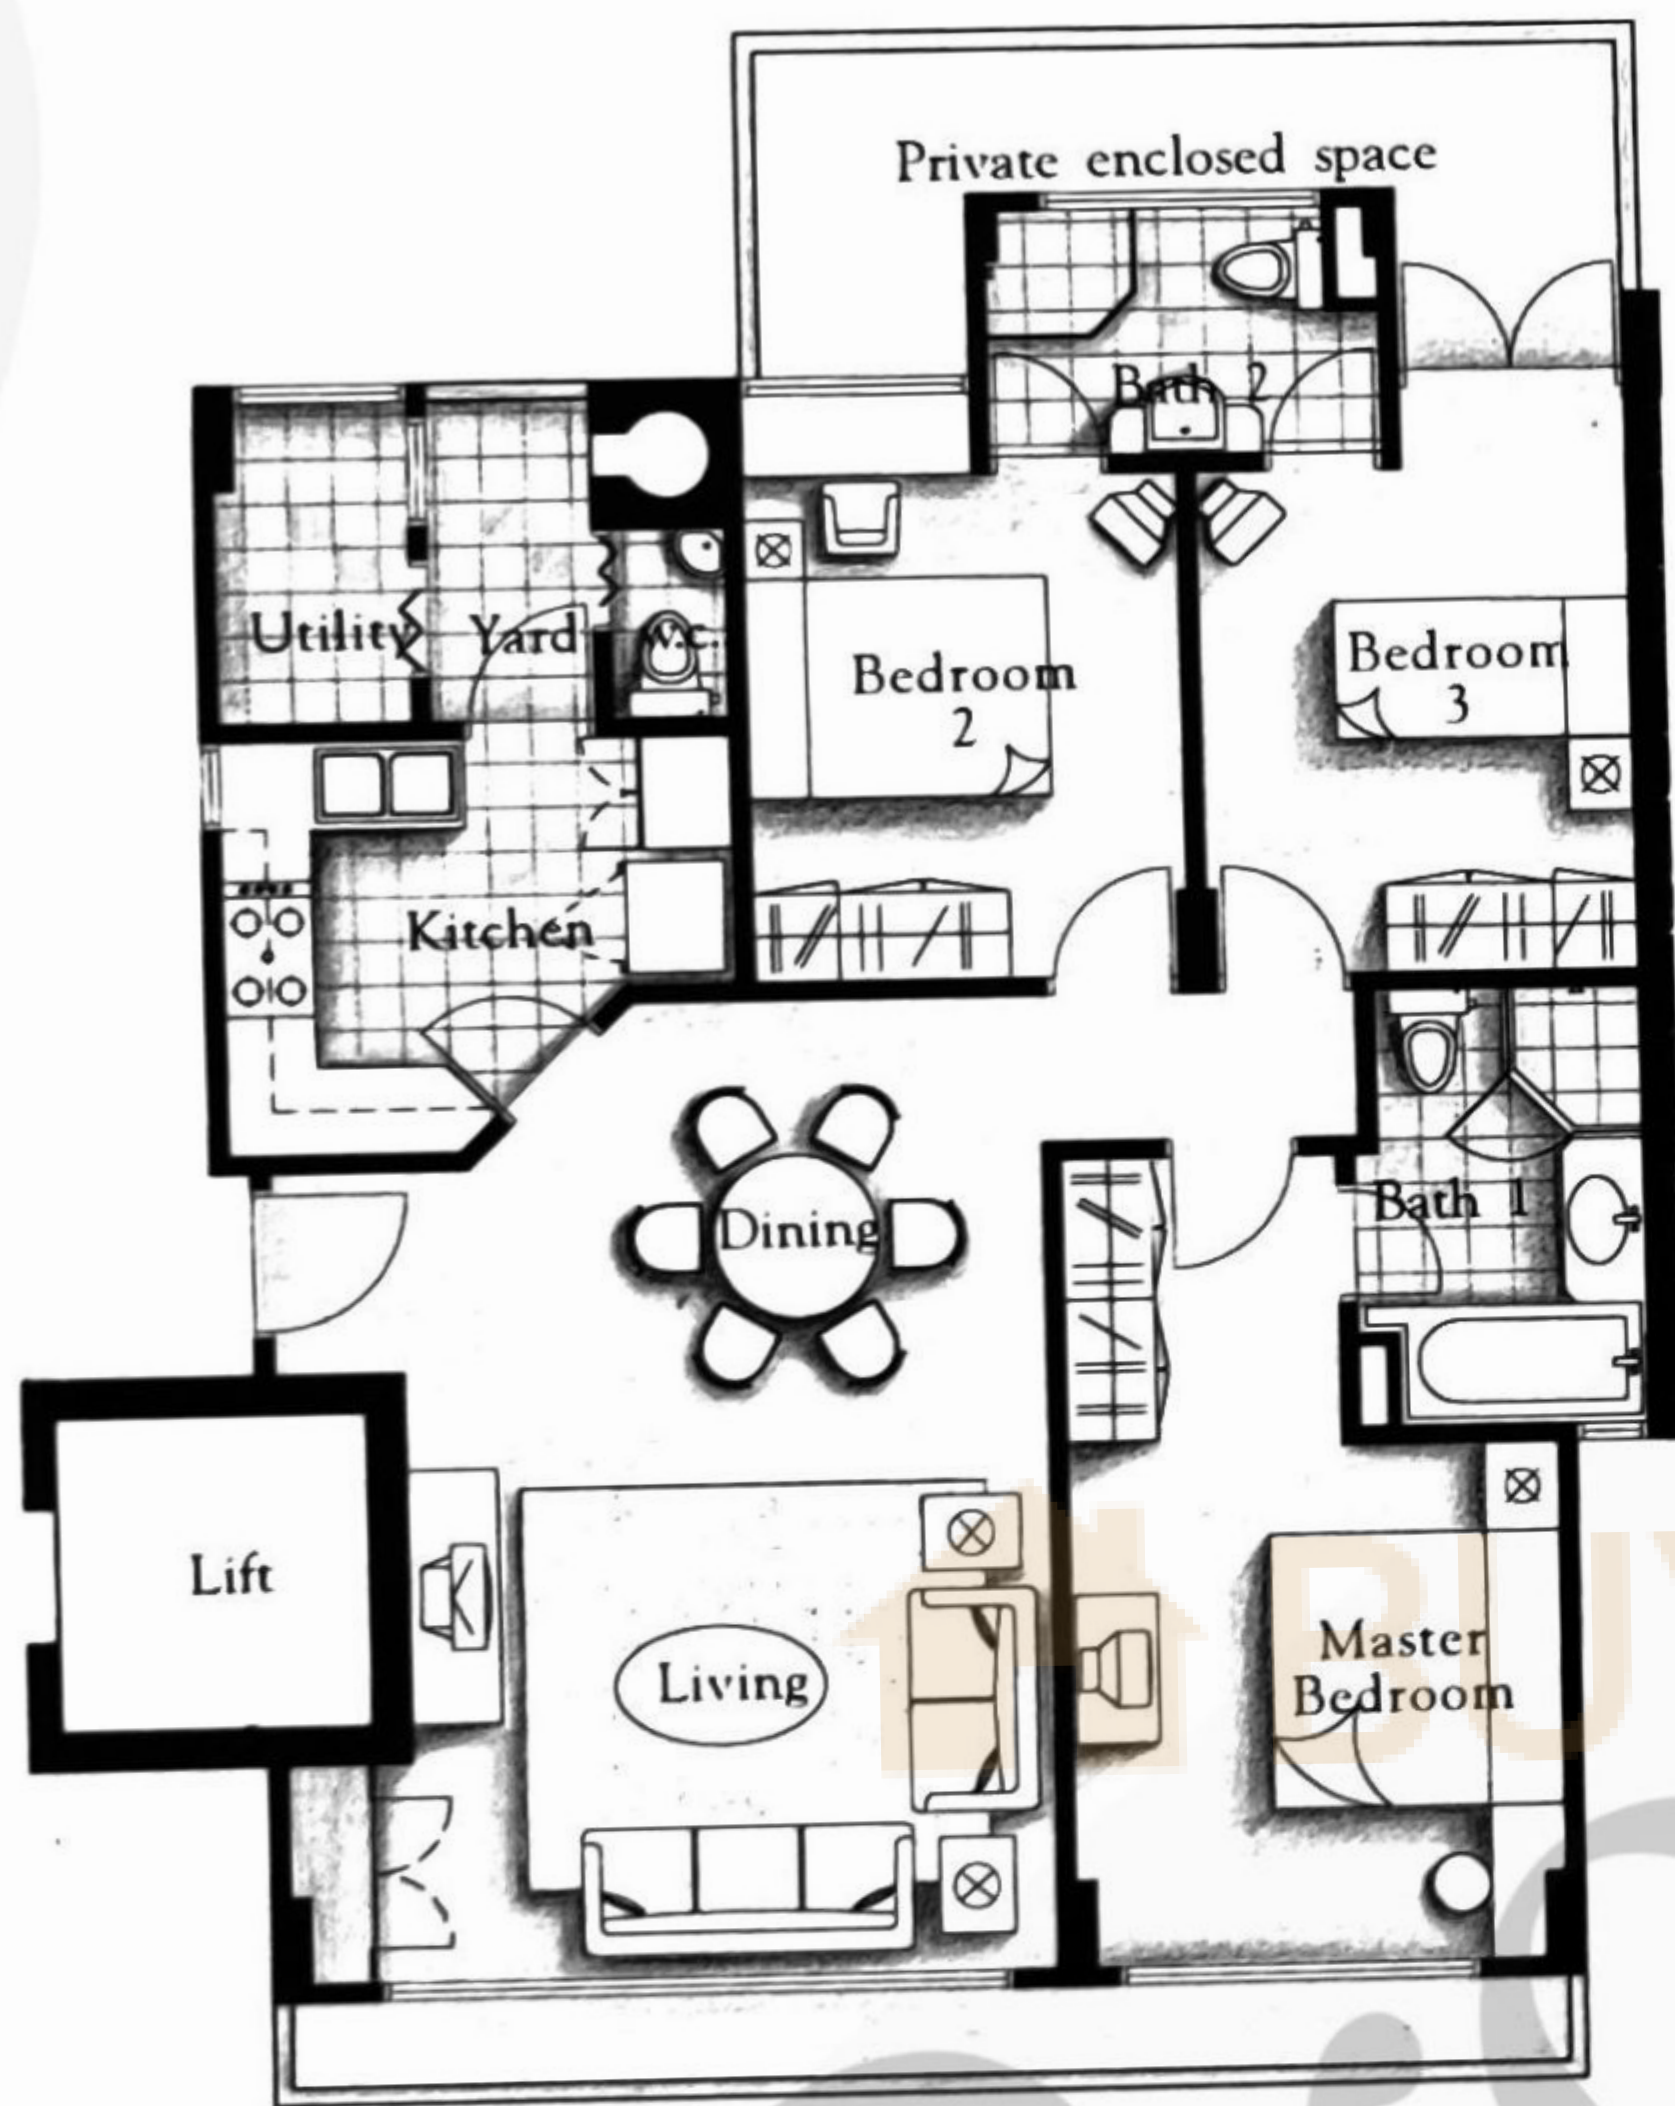 Private enclosed space
Bath 2
Utility
Yard
w.c.
Bedroom
2
Bedroom
3
Kitchen
Bath 1
Dining
Lift
Living
Master
Bedroom
BU